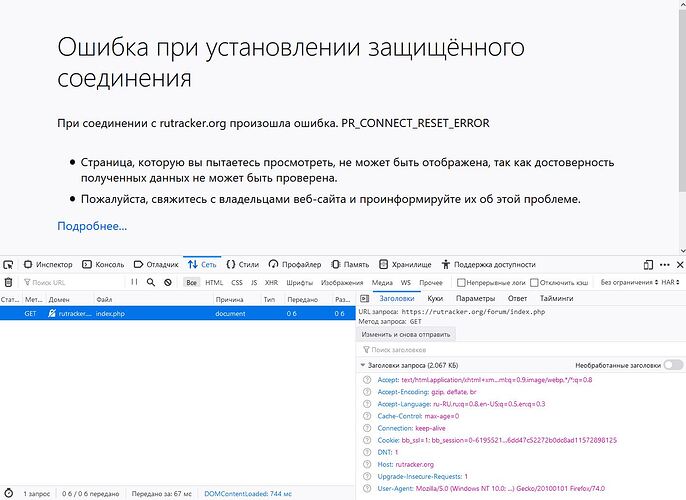 Ошибка при установлении защищённого
соединения
При соединении с rutracker.org произошла ошибка. PR_CONNECT_RESET_ERROR
Страница, которую вы пытаетесь просмотреть, не может быть отображена, так как достоверность
полученных данных не может быть проверена.
Пожалуйста, свяжитесь с владельцами веб-сайта и проинформируйте их об этой проблеме.
Подробнее...
Инспектор Консоль Отладчик Сеть Стили Профайлер Память Хранилище Поддержка доступности
Поиск URL Все HTML CSS JS XHR Шрифты Изображения Медиа WS Прочее Непрерывные логи Отключить кэш Без ограничения HAR
Стат... Мет... Домен Файл Причина Тип Передано Раз...
GET rutracker.... index.php document 0 б 0 б
Заголовки Куки Параметры Ответ Тайминги
URL запроса: https://rutracker.org/forum/index.php
Метод запроса: GET
Изменить и снова отправить
Поиск заголовков
Заголовки запроса (2.067 КБ) Необработанные заголовки
Accept: text/html,application/xhtml+xm...ml;q=0.9,image/webp,*/*;q=0.8
Accept-Encoding: gzip, deflate, br
Accept-Language: ru-RU,ru;q=0.8,en-US;q=0.5,en;q=0.3
Cache-Control: max-age=0
Connection: keep-alive
Cookie: bb_ssl=1; bb_session=0-6195521...6dd47c52272b0dc8ad11572898125
DNT: 1
Host: rutracker.org
Upgrade-Insecure-Requests: 1
User-Agent: Mozilla/5.0 (Windows NT 10.0; ...) Gecko/20100101 Firefox/74.0
1 запрос 0 б / 0 б передано Передано за: 67 мс DOMContentLoaded: 744 мс